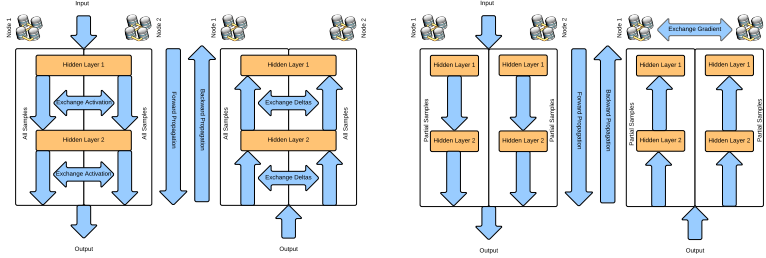 Input
Node 1
Node 2
Hidden Layer 1
Exchange Activation
All Samples
All Samples
Hidden Layer 2
Exchange Activation
Output
Forward Propagation
Backward Propagation
Node 1
Node 2
Hidden Layer 1
Exchange Deltas
All Samples
All Samples
Hidden Layer 2
Exchange Deltas
Output
Input
Node 1
Node 2
Hidden Layer 1
Hidden Layer 1
Partial Samples
Partial Samples
Hidden Layer 2
Hidden Layer 2
Output
Forward Propagation
Backward Propagation
Node 1
Exchange Gradient
Node 2
Hidden Layer 1
Hidden Layer 1
Partial Samples
Partial Samples
Hidden Layer 2
Hidden Layer 2
Output